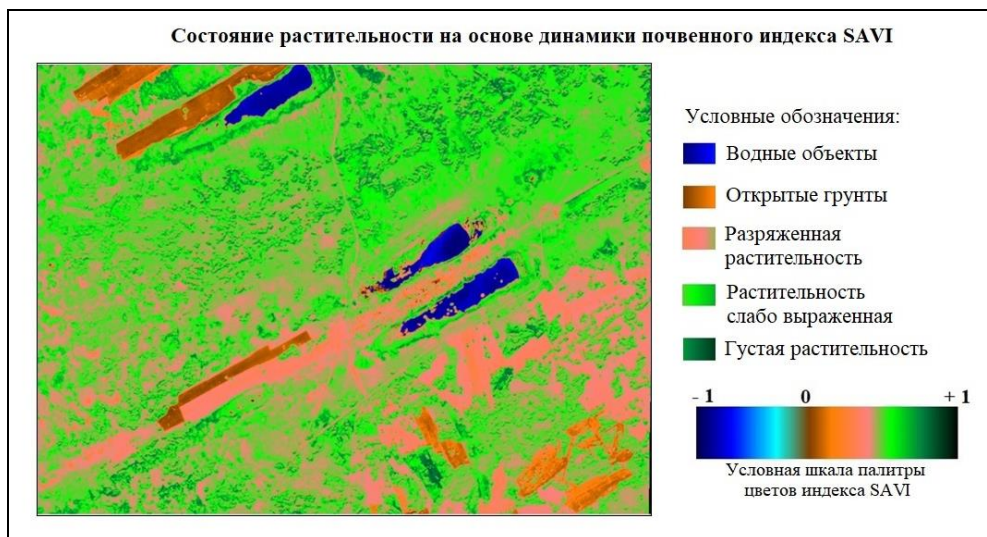 Состояние растительности на основе динамики почвенного индекса SAVI
Условные обозначения:
Водные объекты
Открытые грунты
Разряженная
растительность
Растительность
слабо выраженная
Густая растительность
- 1 0 + 1
Условная шкала палитры
цветов индекса SAVI